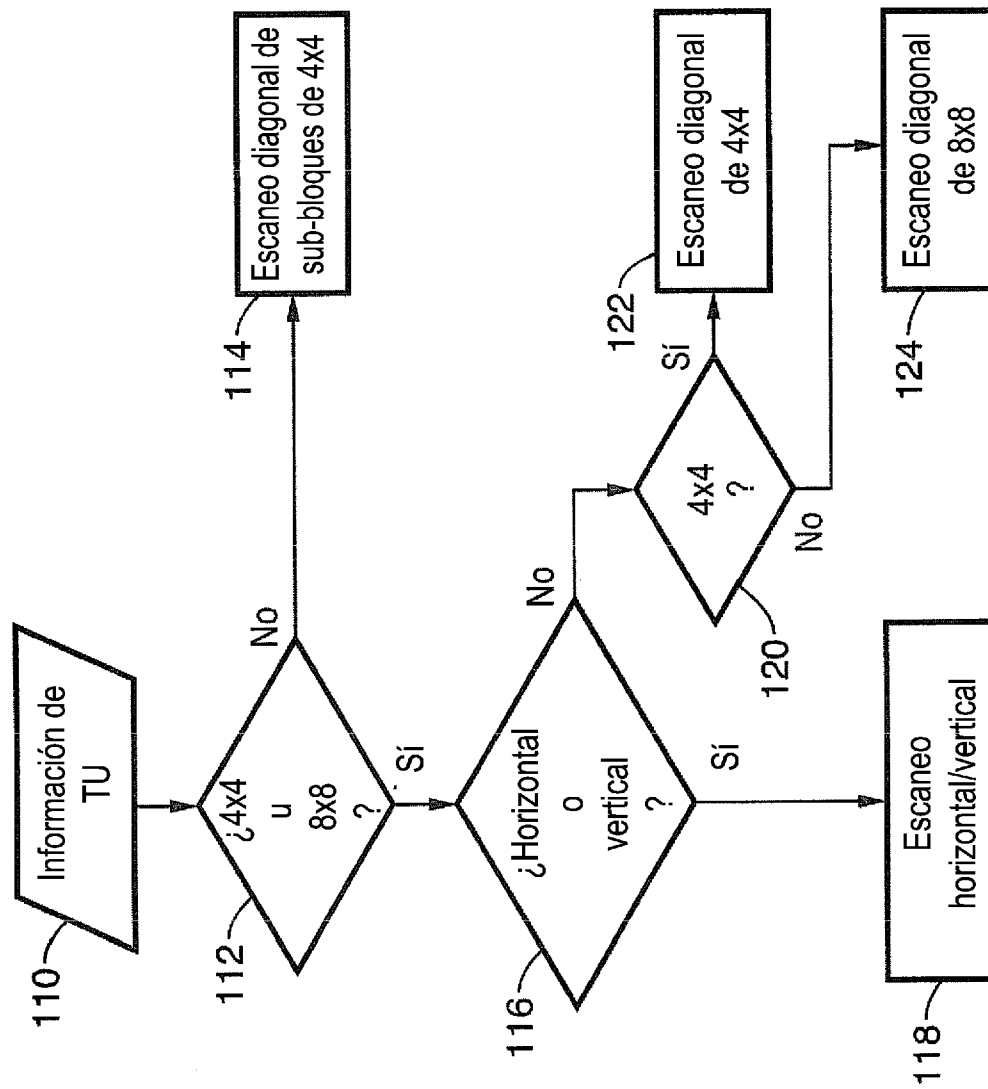 110
Información de
TU
112
¿4x4
u
8x8
?
No
Sí
114
Escaneo diagonal de
sub-bloques de 4x4
116
¿Horizontal
o
vertical
?
No
Sí
118
Escaneo
horizontal/vertical
120
4x4
?
Sí
No
122
Escaneo diagonal
de 4x4
124
Escaneo diagonal
de 8x8